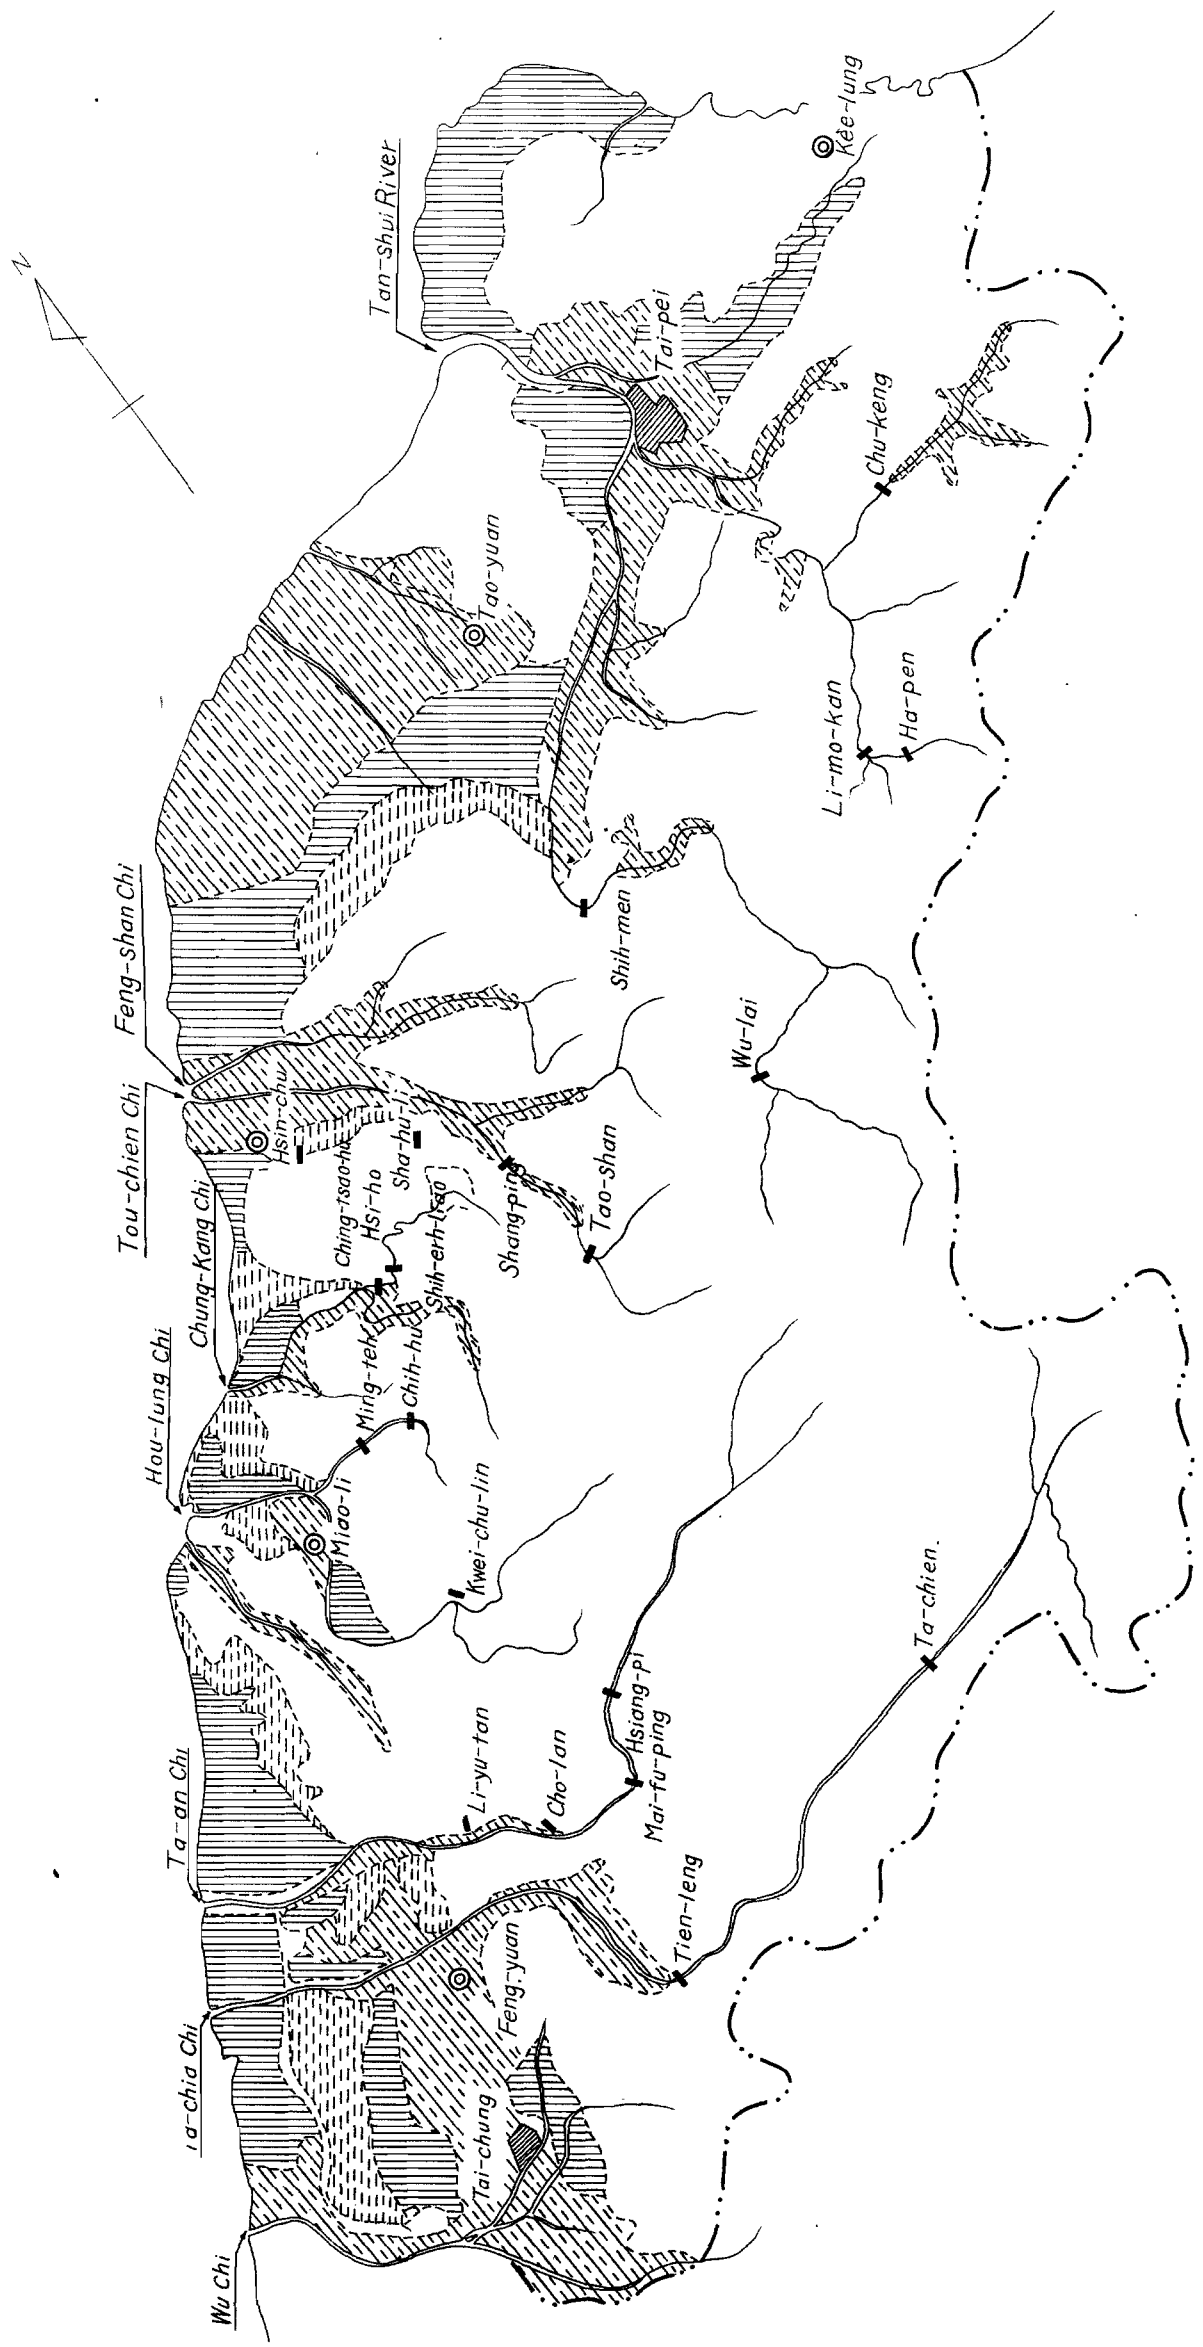 N
Tan-shui River
Kee-lung
Tai-pei
Chu-keng
Tao-yuan
Li-mo-kan
Ha-pen
Feng-shan Chi
Shih-men
Wu-lai
Tou-chien Chi
Hsin-chu
Ching-tsao-hu
Hsi-ho
Sha-hu
Shih-erh-liao
Shang-ping
Tao-shan
Chung-Kang Chi
Hou-lung Chi
Ming-teh
Chih-hu
Miao-li
Kwei-chu-lin
Ta-chien.
Ta-an Chi
Li-yu-tan
Cho-lan
Hsiang-pi
Mai-fu-ping
Tien-leng
Ta-chia Chi
Feng-yuan
Tai-chung
Wu Chi